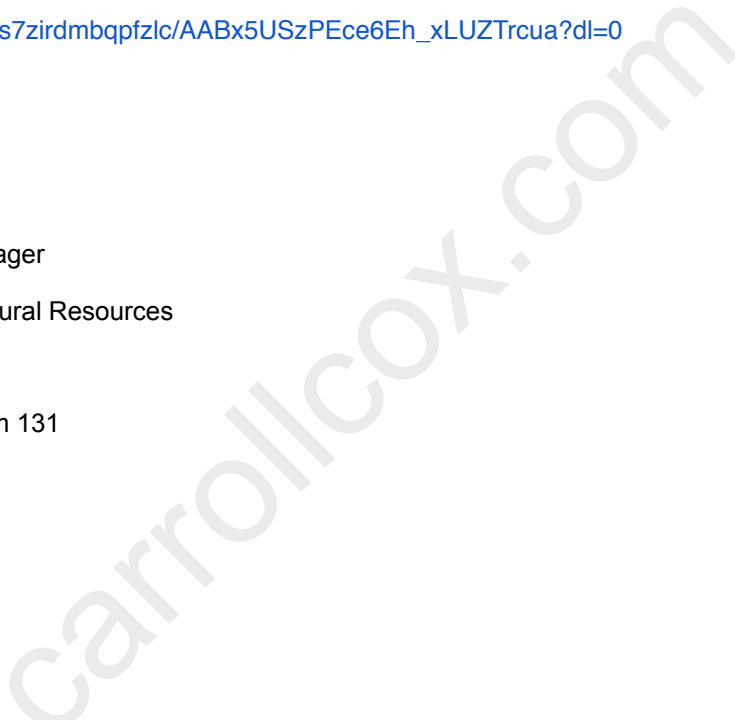 s7zirdmbqpfzlc/AABx5USzPEce6Eh_xLUZTrcua?dl=0
ager
ural Resources
131
carrollcox.com